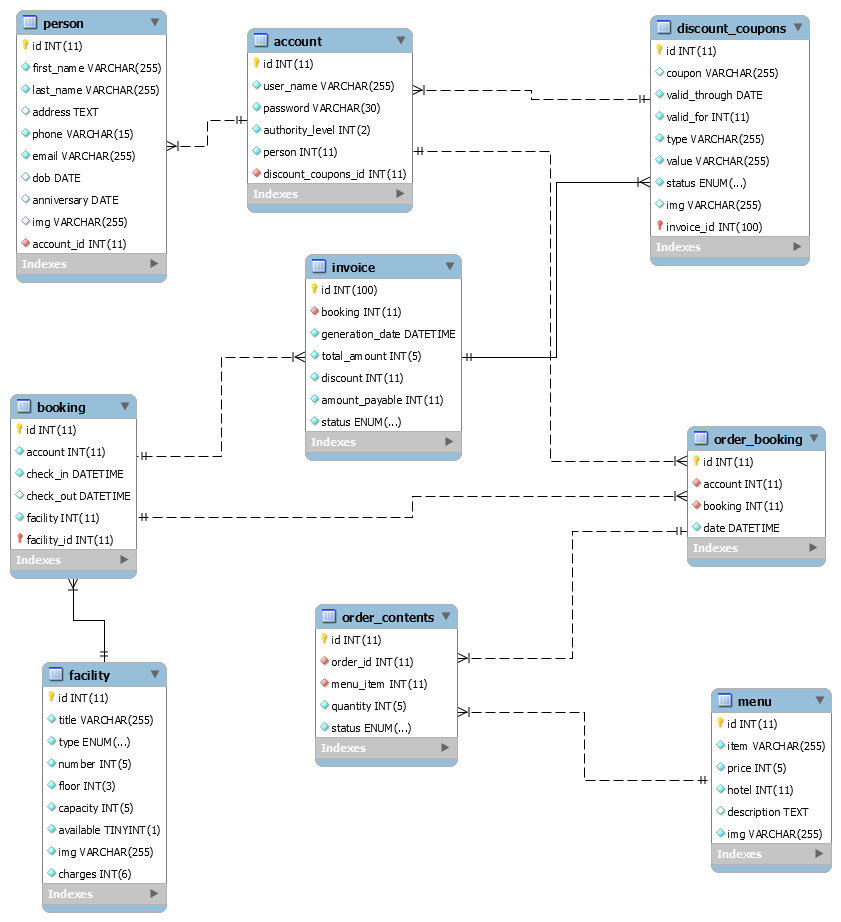 person
id INT(11)
first_name VARCHAR(255)
last_name VARCHAR(255)
address TEXT
phone VARCHAR(15)
email VARCHAR(255)
dob DATE
anniversary DATE
img VARCHAR(255)
account_id INT(11)
Indexes
account
id INT(11)
user_name VARCHAR(255)
password VARCHAR(30)
authority_level INT(2)
person INT(11)
discount_coupons_id INT(11)
Indexes
discount_coupons
id INT(11)
coupon VARCHAR(255)
valid_through DATE
valid_for INT(11)
type VARCHAR(255)
value VARCHAR(255)
status ENUM(...)
img VARCHAR(255)
invoice_id INT(100)
Indexes
invoice
id INT(100)
booking INT(11)
generation_date DATETIME
total_amount INT(5)
discount INT(11)
amount_payable INT(11)
status ENUM(...)
Indexes
booking
id INT(11)
account INT(11)
check_in DATETIME
check_out DATETIME
facility INT(11)
facility_id INT(11)
Indexes
order_booking
id INT(11)
account INT(11)
booking INT(11)
date DATETIME
Indexes
order_contents
id INT(11)
order_id INT(11)
menu_item INT(11)
quantity INT(5)
status ENUM(...)
Indexes
facility
id INT(11)
title VARCHAR(255)
type ENUM(...)
number INT(5)
floor INT(3)
capacity INT(5)
available TINYINT(1)
img VARCHAR(255)
charges INT(6)
Indexes
menu
id INT(11)
item VARCHAR(255)
price INT(5)
hotel INT(11)
description TEXT
img VARCHAR(255)
Indexes